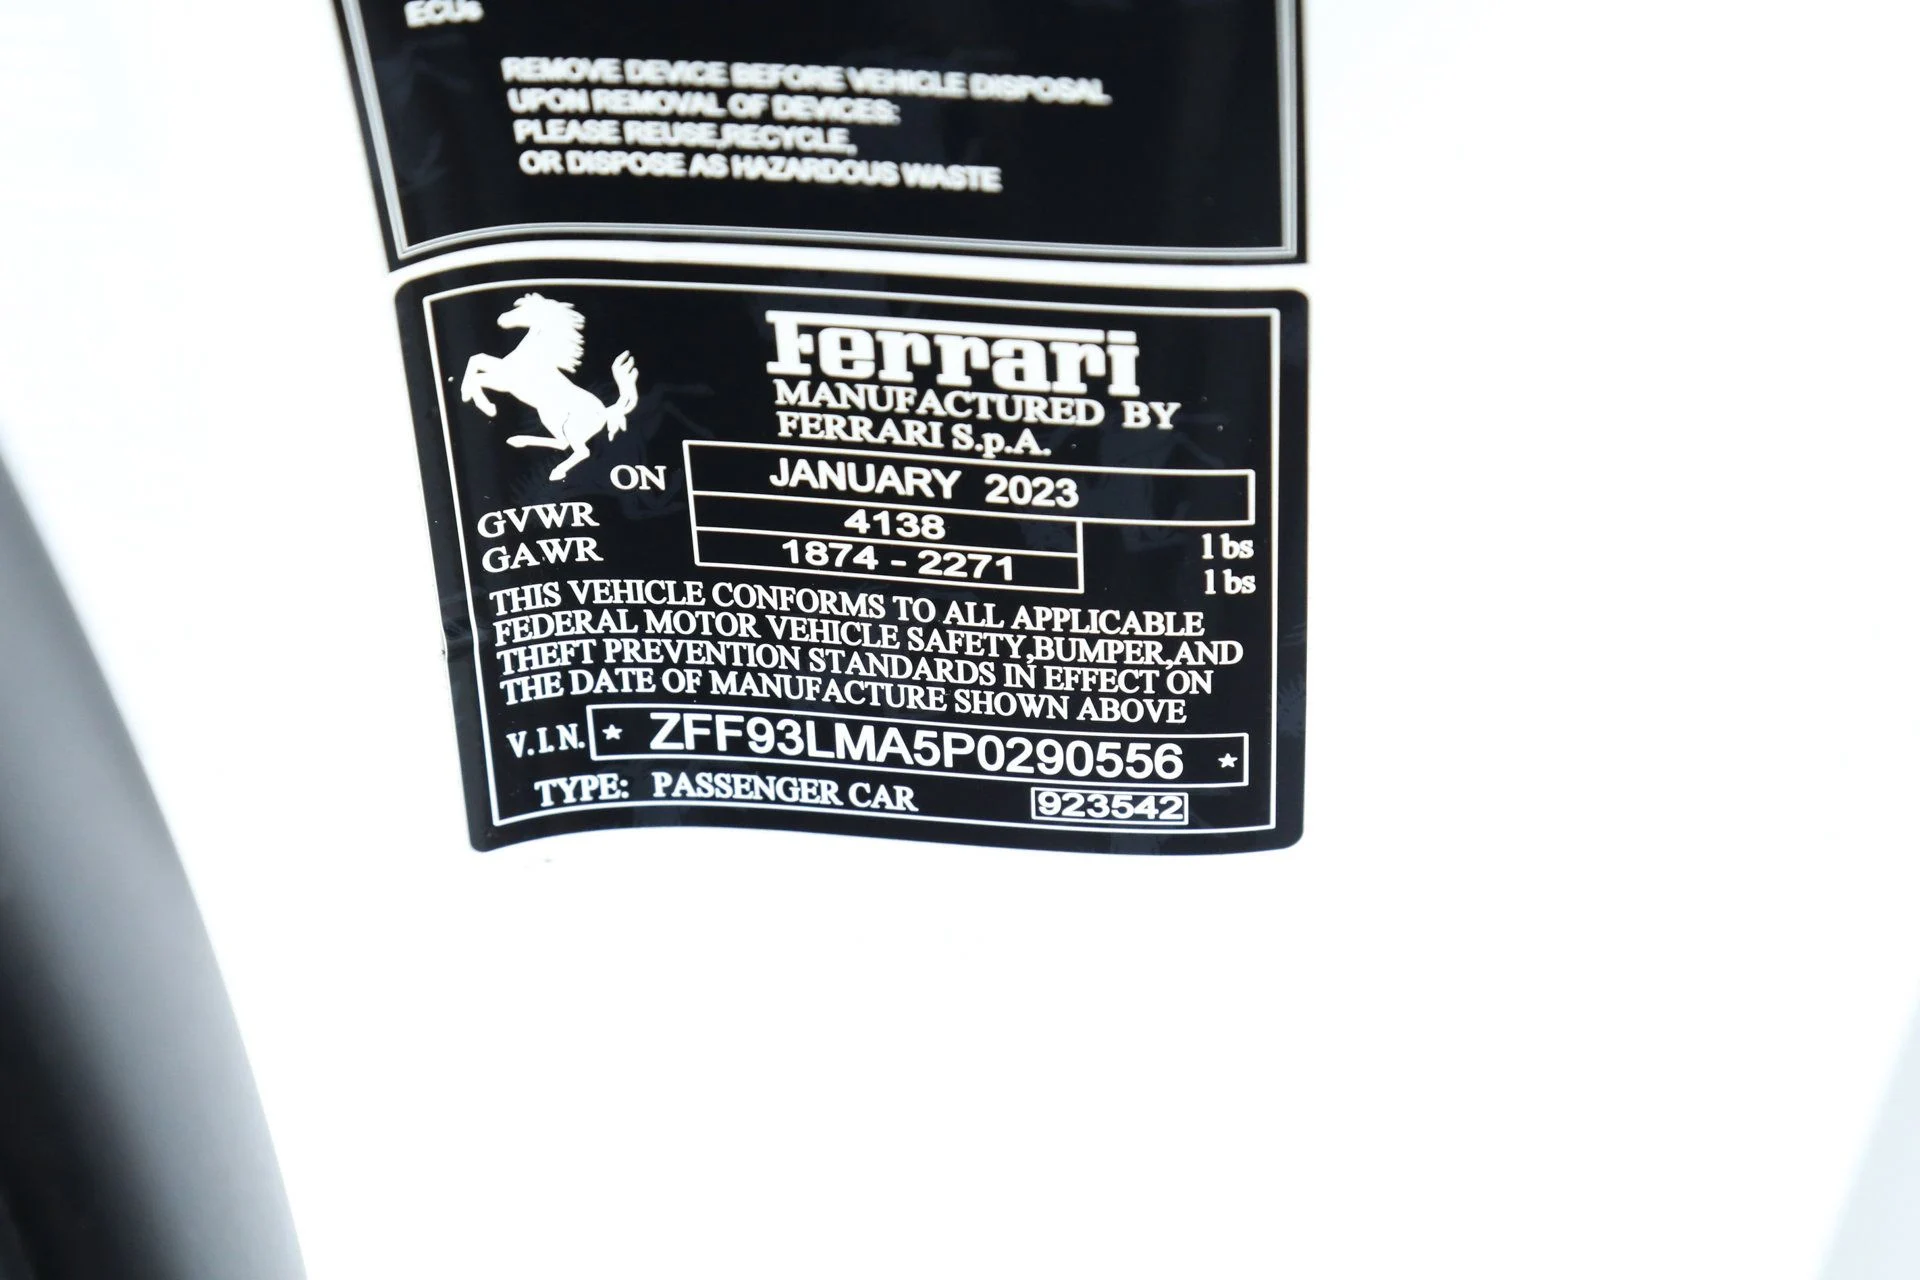 ECUs
REMOVE DEVICE BEFORE VEHICLE DISPOSAL
UPON REMOVAL OF DEVICES:
PLEASE REUSE,RECYCLE,
OR DISPOSE AS HAZARDOUS WASTE
Ferrari
MANUFACTURED BY
FERRARI S.p.A.
ON JANUARY 2023
GVWR 4138 lbs
GAWR 1874 - 2271 lbs
THIS VEHICLE CONFORMS TO ALL APPLICABLE
FEDERAL MOTOR VEHICLE SAFETY,BUMPER,AND
THEFT PREVENTION STANDARDS IN EFFECT ON
THE DATE OF MANUFACTURE SHOWN ABOVE
V.I.N. * ZFF93LMA5P0290556 *
TYPE: PASSENGER CAR 923542